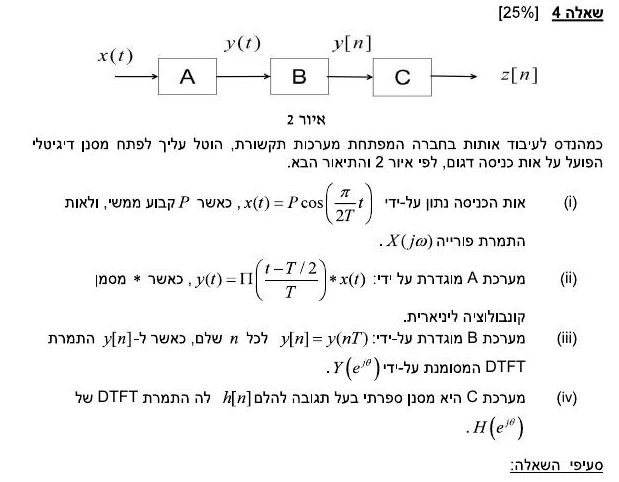 שאלה 4 [25%]
x(t) A y(t) B y[n] C z[n]
איור 2
כמהנדס לעיבוד אותות בחברה המפתחת מערכות תקשורת, הוטל עליך לפתח מסנן דיגיטלי
הפועל על אות כניסה דגום, לפי איור 2 והתיאור הבא.
(i) אות הכניסה נתון על-ידי x(t) = P cos(π/2T t), כאשר P קבוע ממשי, ולאות
התמרת פורייה X(jω).
(ii) מערכת A מוגדרת על ידי: y(t) = Π((t−T/2)/T) * x(t), כאשר * מסמן
קונבולוציה ליניארית.
(iii) מערכת B מוגדרת על-ידי: y[n] = y(nT) לכל n שלם, כאשר ל-y[n] התמרת
DTFT המסומנת על-ידי Y(e^{jθ}).
(iv) מערכת C היא מסנן ספרתי בעל תגובה להלם h[n] לה התמרת DTFT של
H(e^{jθ}).
סעיפי השאלה: